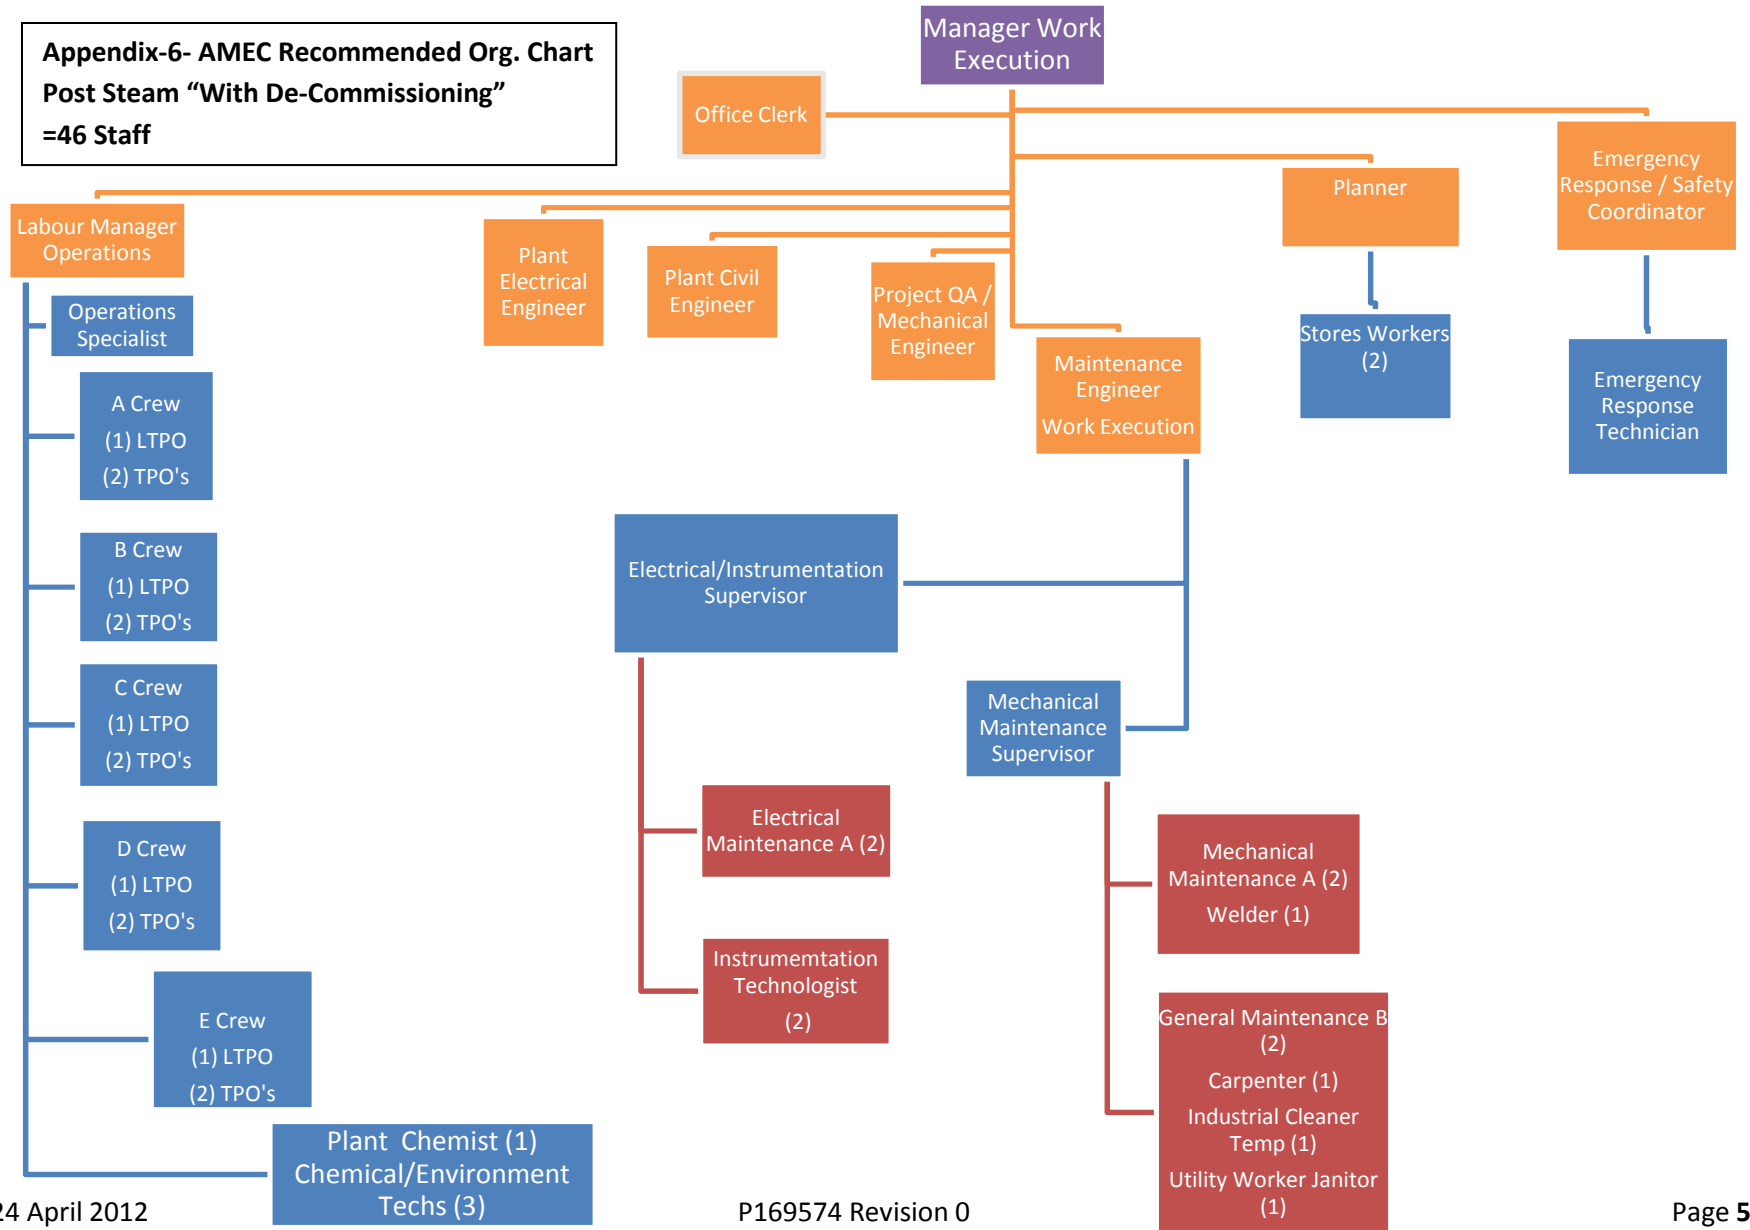 Appendix-6- AMEC Recommended Org. Chart
Post Steam “With De-Commissioning”
=46 Staff
Manager Work
Execution
Office Clerk
Labour Manager
Operations
Plant
Electrical
Engineer
Plant Civil
Engineer
Project QA /
Mechanical
Engineer
Maintenance
Engineer
Work Execution
Planner
Emergency
Response / Safety
Coordinator
Stores Workers
(2)
Emergency
Response
Technician
Operations
Specialist
A Crew
(1) LTPO
(2) TPO's
B Crew
(1) LTPO
(2) TPO's
C Crew
(1) LTPO
(2) TPO's
D Crew
(1) LTPO
(2) TPO's
E Crew
(1) LTPO
(2) TPO's
Plant Chemist (1)
Chemical/Environment
Techs (3)
Electrical/Instrumentation
Supervisor
Mechanical
Maintenance
Supervisor
Electrical
Maintenance A (2)
Instrumemtation
Technologist
(2)
Mechanical
Maintenance A (2)
Welder (1)
General Maintenance B
(2)
Carpenter (1)
Industrial Cleaner
Temp (1)
Utility Worker Janitor
(1)
24 April 2012
P169574 Revision 0
Page 5